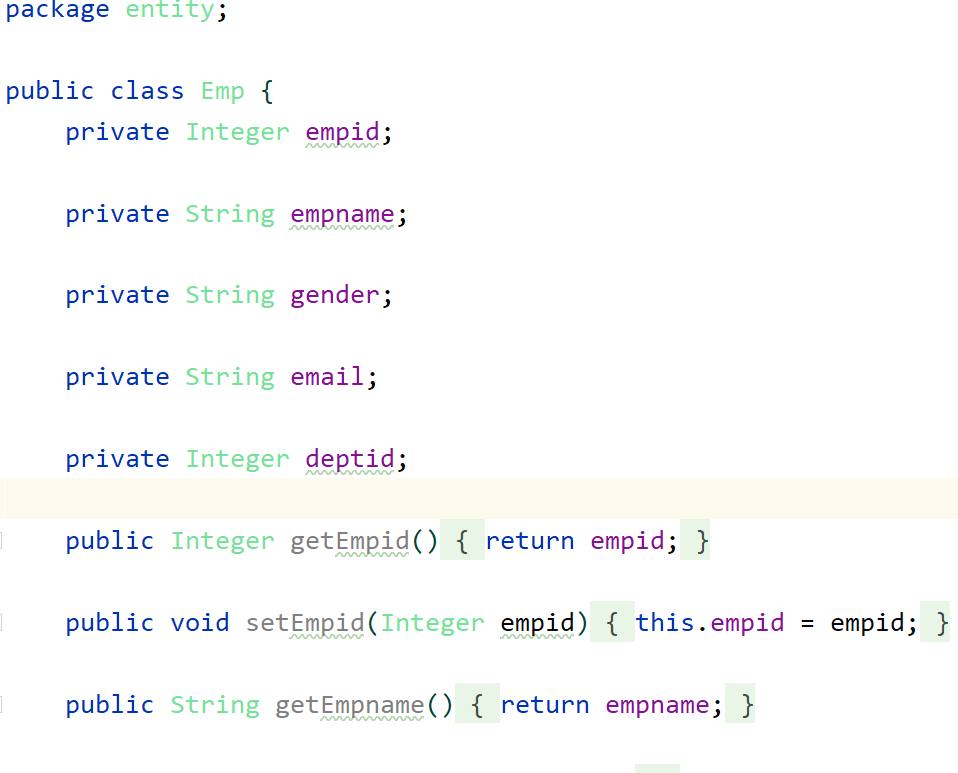 package entity;
public class Emp {
private Integer empid;
private String empname;
private String gender;
private String email;
private Integer deptid;
public Integer getEmpid() { return empid; }
public void setEmpid(Integer empid) { this.empid = empid; }
public String getEmpname() { return empname; }